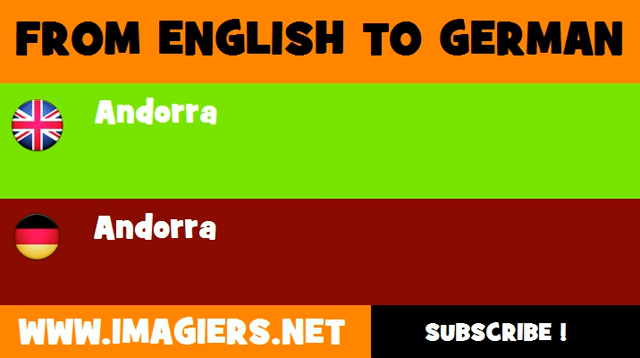 FROM ENGLISH TO GERMAN
Andorra
Andorra
WWW.IMAGIERS.NET
SUBSCRIBE !